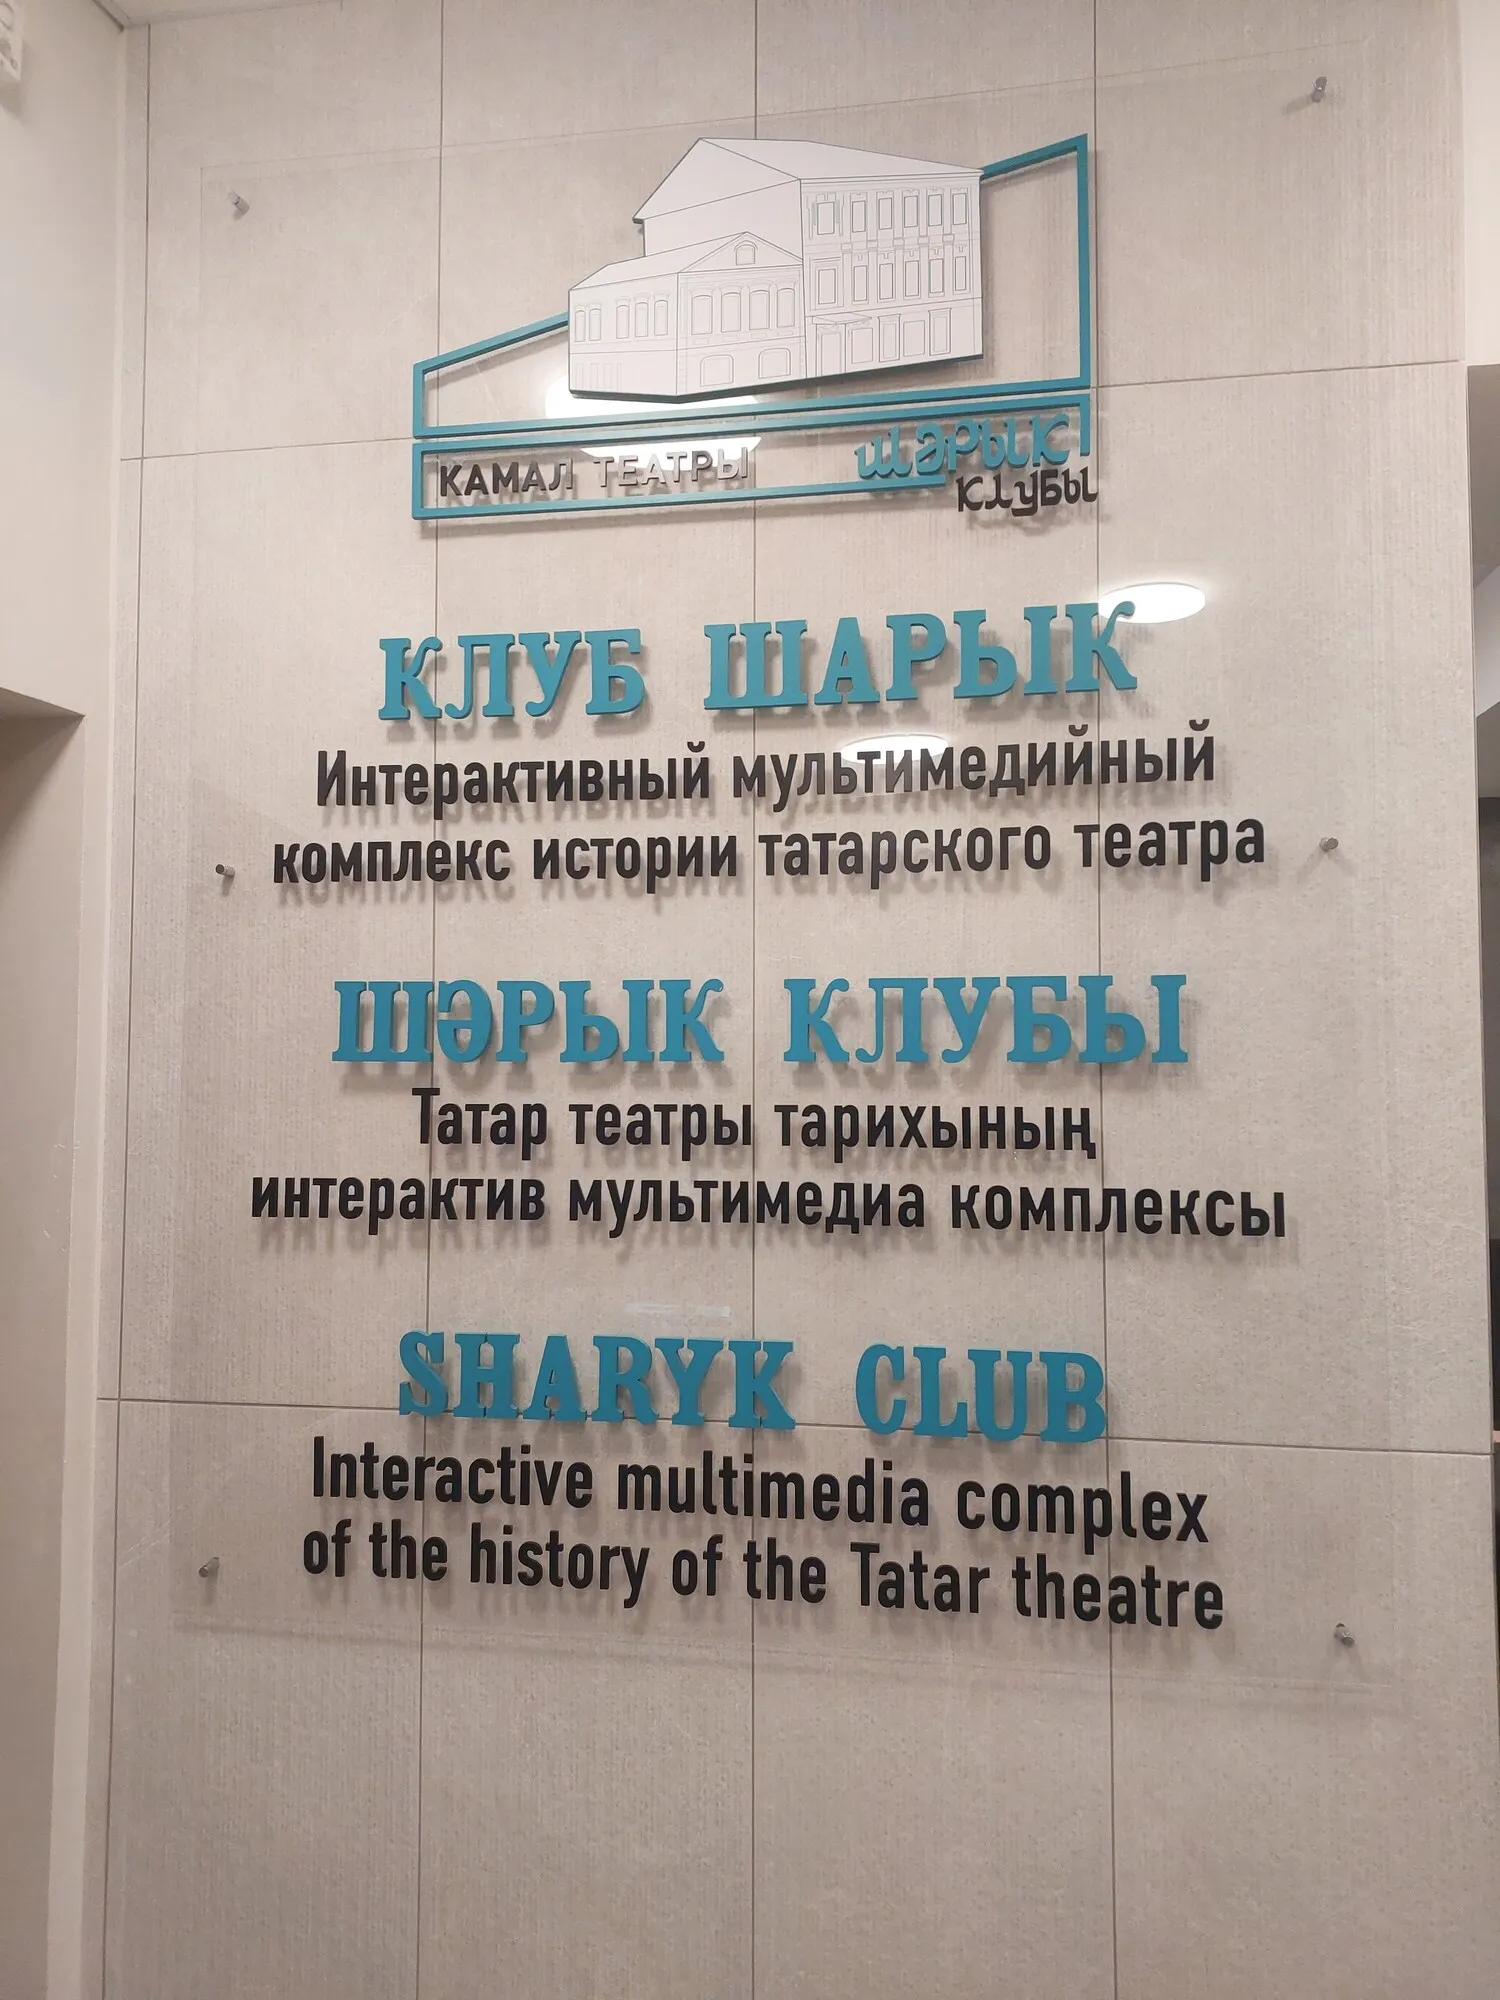 КАМАЛ ТЕАТРЫ
шәрык
клубы
КЛУБ ШАРЫК
Интерактивный мультимедийный
комплекс истории татарского театра
ШӘРЫК КЛУБЫ
Татар театры тарихының
интерактив мультимедиа комплексы
SHARYK CLUB
Interactive multimedia complex
of the history of the Tatar theatre